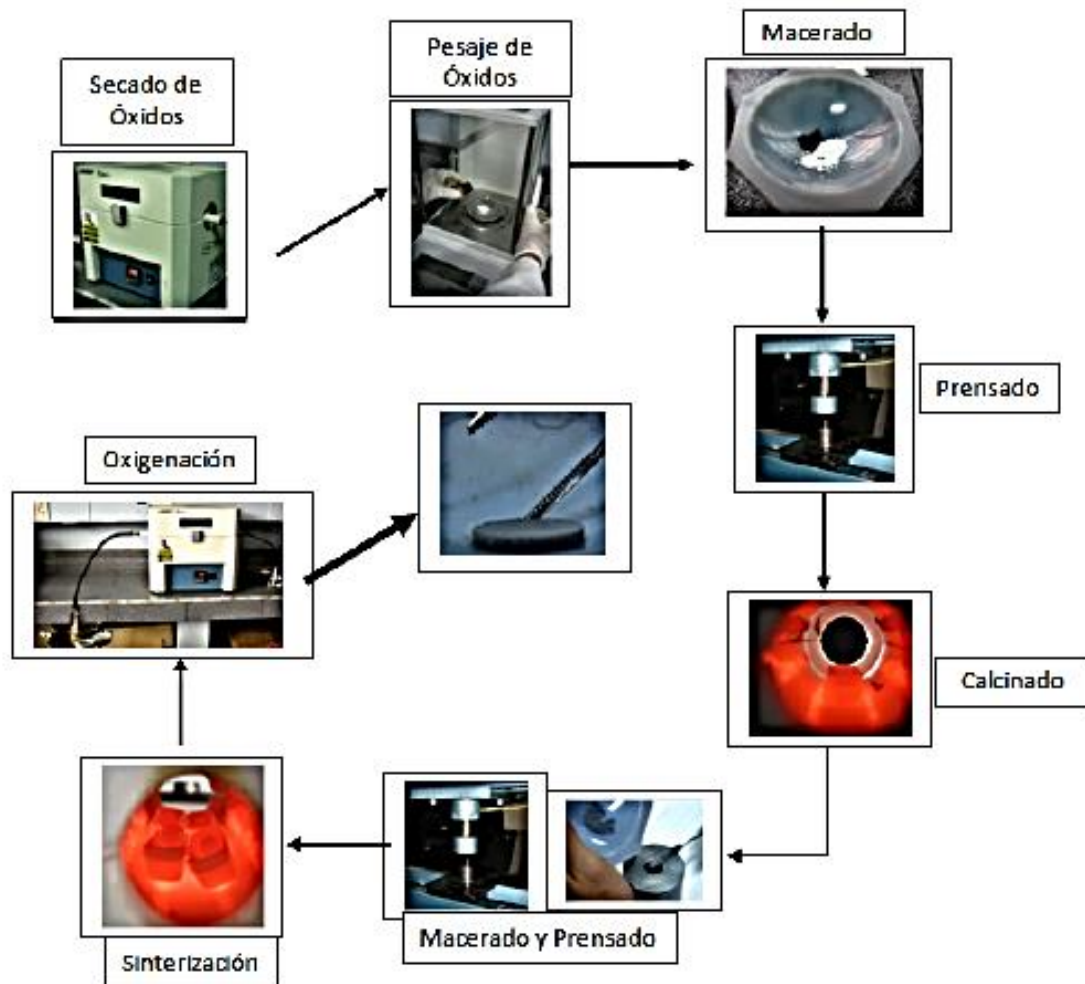 Secado de
Óxidos
Pesaje de
Óxidos
Macerado
Prensado
Calcinado
Macerado y Prensado
Sinterización
Oxigenación